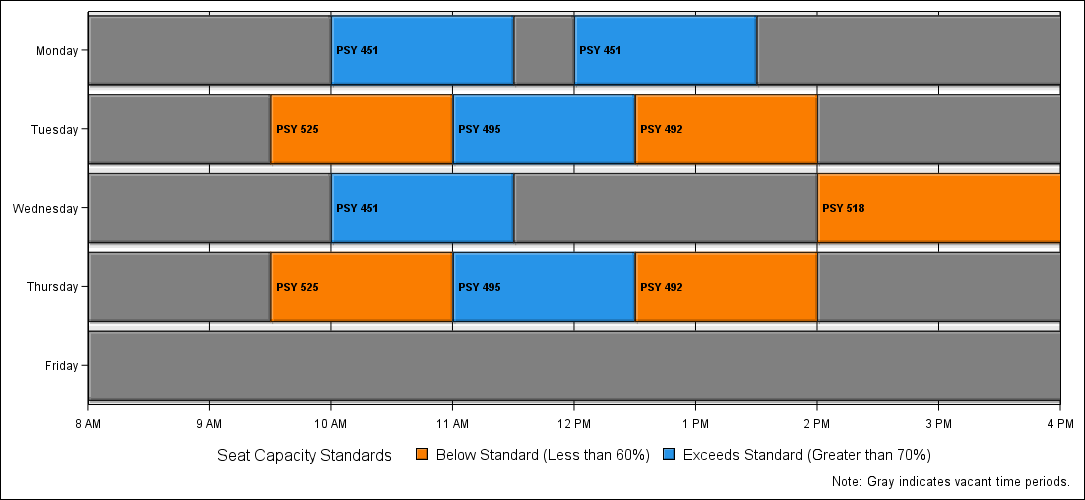 Monday
PSY 451
PSY 451
Tuesday
PSY 525
PSY 495
PSY 492
Wednesday
PSY 451
PSY 518
Thursday
PSY 525
PSY 495
PSY 492
Friday
8 AM 9 AM 10 AM 11 AM 12 PM 1 PM 2 PM 3 PM 4 PM
Seat Capacity Standards Below Standard (Less than 60%) Exceeds Standard (Greater than 70%)
Note: Gray indicates vacant time periods.